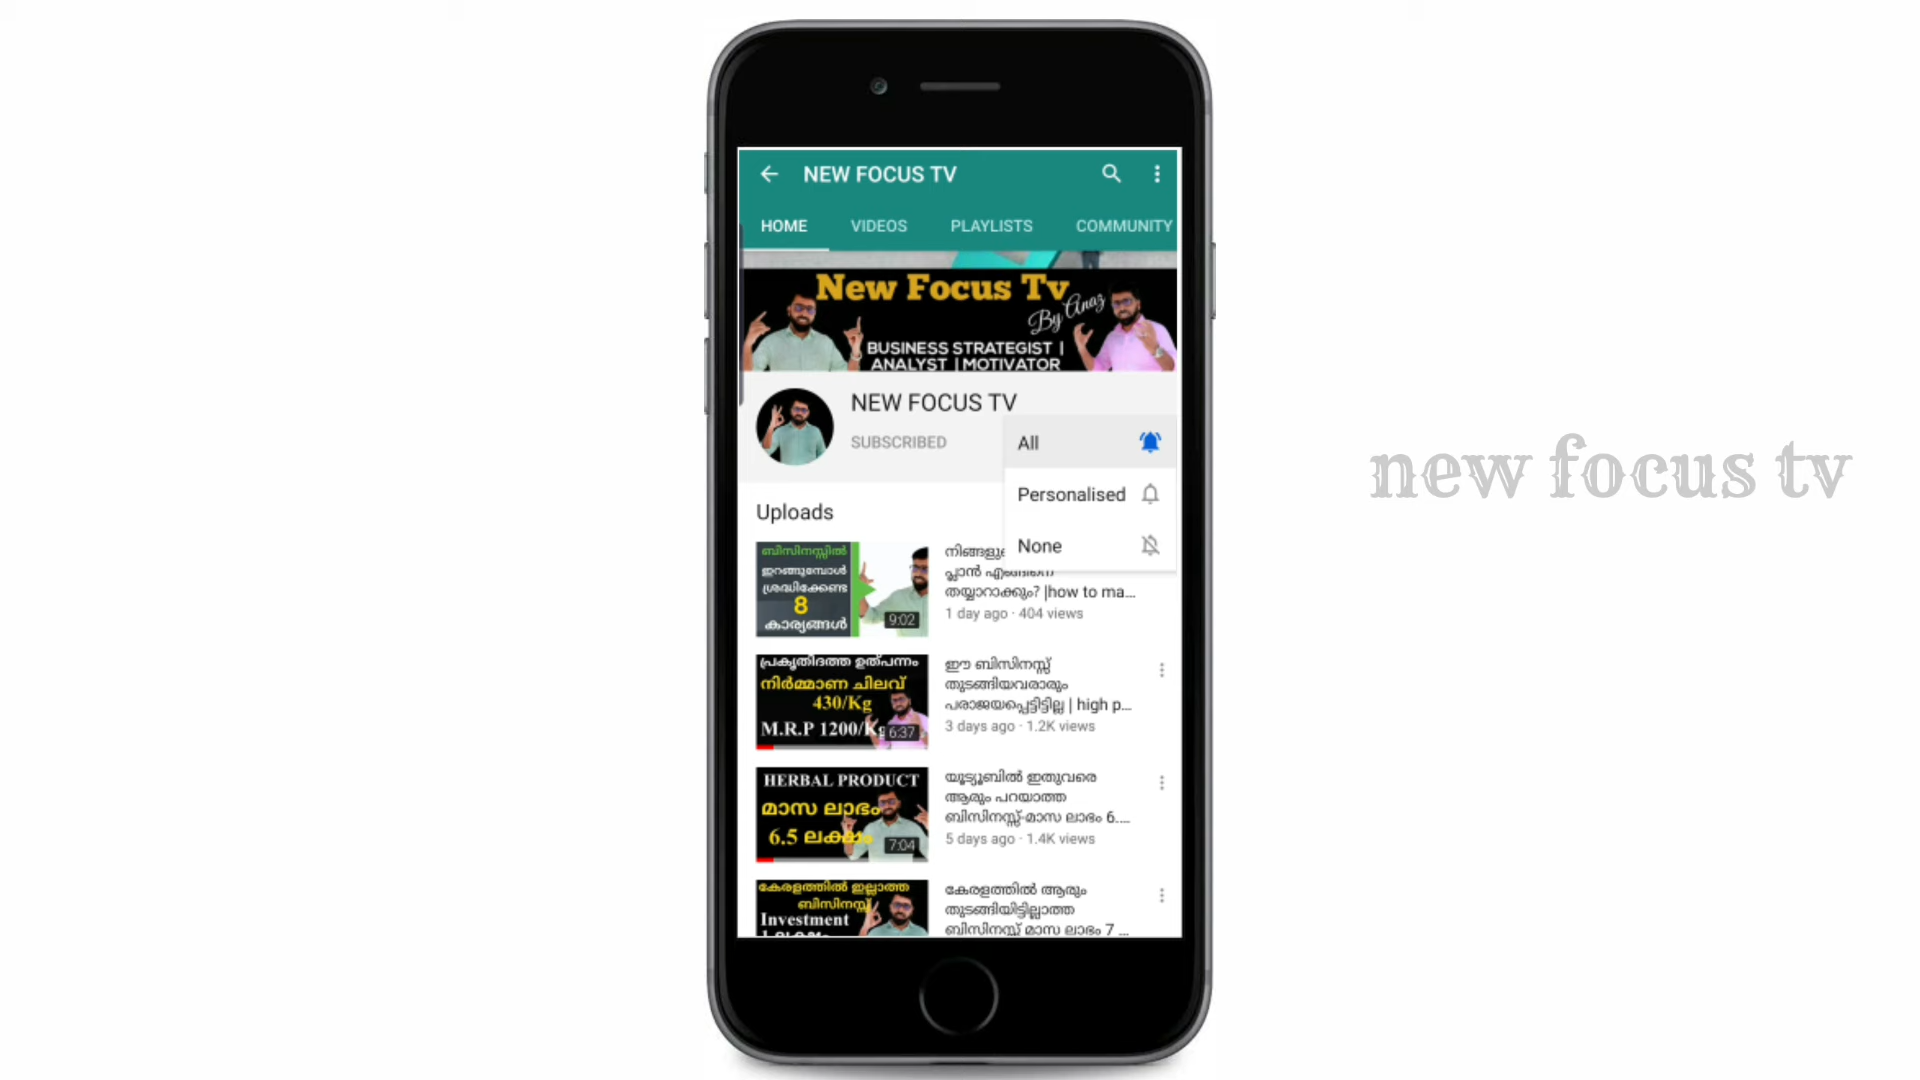 NEW FOCUS TV
HOME VIDEOS PLAYLISTS COMMUNITY
New Focus Tv
By Anaz
BUSINESS STRATEGIST |
ANALYST | MOTIVATOR
NEW FOCUS TV
SUBSCRIBED
All
Personalised
None
Uploads
ബിസിനസ്സിൽ
ഇറങ്ങുമ്പോൾ
ശ്രദ്ധിക്കേണ്ട
8
കാര്യങ്ങൾ
9:02
പ്ലാൻ എങ്ങിനെ
തയ്യാറാക്കും? |how to ma...
1 day ago · 404 views
പ്രകൃതിദത്ത ഉത്പന്നം
നിർമ്മാണ ചിലവ്
430/Kg
M.R.P 1200/Kg
6:37
ഈ ബിസിനസ്സ്
തുടങ്ങിയവരാരും
പരാജയപ്പെട്ടിട്ടില്ല | high p...
3 days ago · 1.2K views
HERBAL PRODUCT
മാസ ലാഭം
6.5 ലക്ഷം
7:04
യൂട്യൂബിൽ ഇതുവരെ
ആരും പറയാത്ത
ബിസിനസ്സ്-മാസ ലാഭം 6....
5 days ago · 1.4K views
കേരളത്തിൽ ഇല്ലാത്ത
ബിസിനസ്സ്
Investment
കേരളത്തിൽ ആരും
തുടങ്ങിയിട്ടില്ലാത്ത
ബിസിനസ്സ് മാസ ലാഭം 7 ...
new focus tv